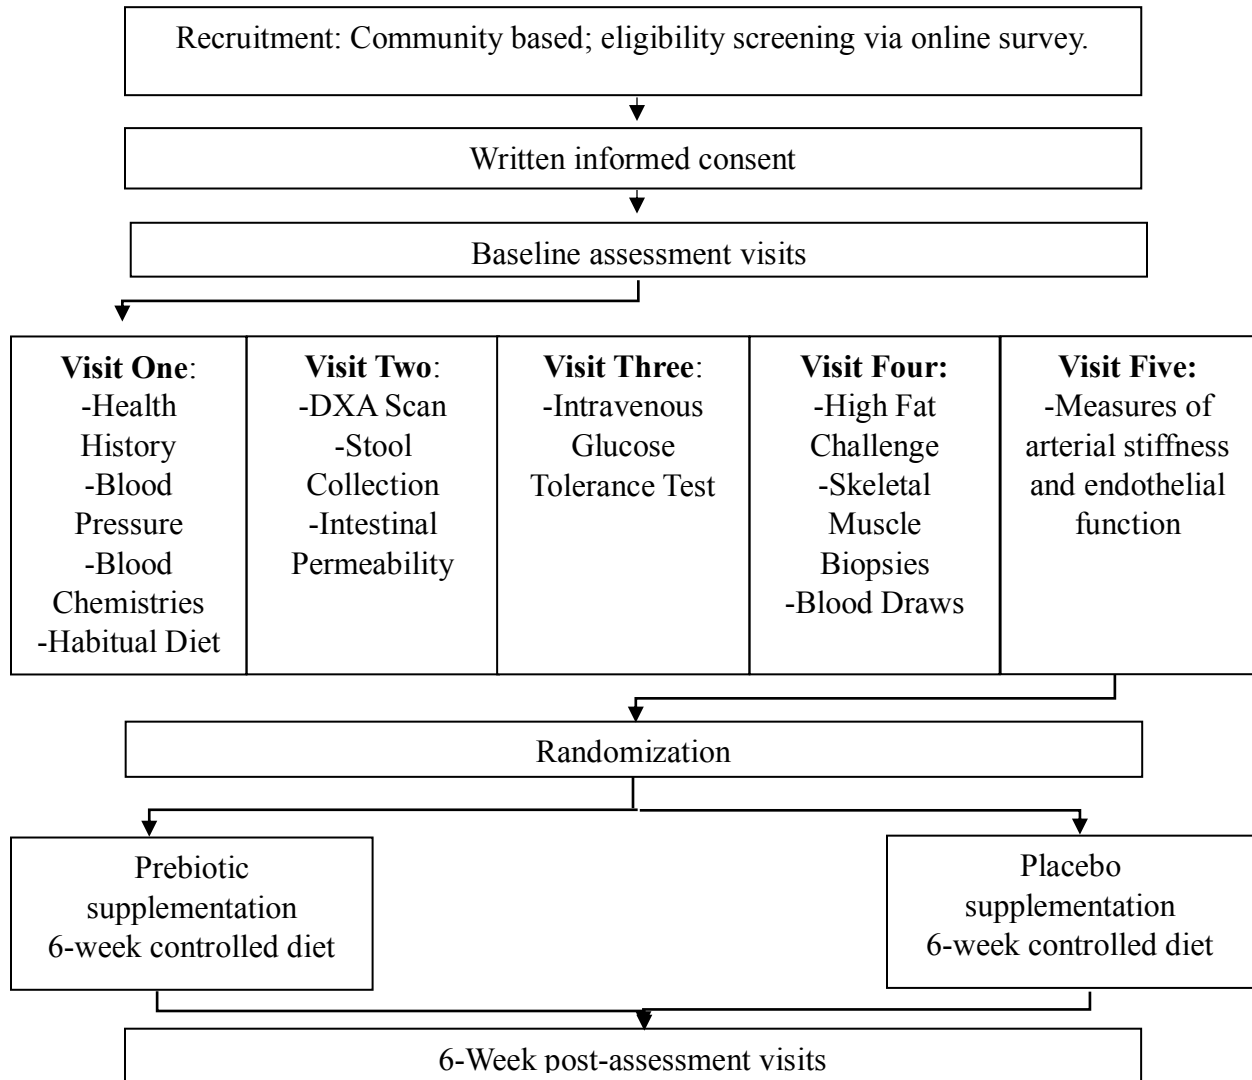 Recruitment: Community based; eligibility screening via online survey.
Written informed consent
Baseline assessment visits
Visit One:
-Health
History
-Blood
Pressure
-Blood
Chemistries
-Habitual Diet
Visit Two:
-DXA Scan
-Stool
Collection
-Intestinal
Permeability
Visit Three:
-Intravenous
Glucose
Tolerance Test
Visit Four:
-High Fat
Challenge
-Skeletal
Muscle
Biopsies
-Blood Draws
Visit Five:
-Measures of
arterial stiffness
and endothelial
function
Randomization
Prebiotic
supplementation
6-week controlled diet
Placebo
supplementation
6-week controlled diet
6-Week post-assessment visits